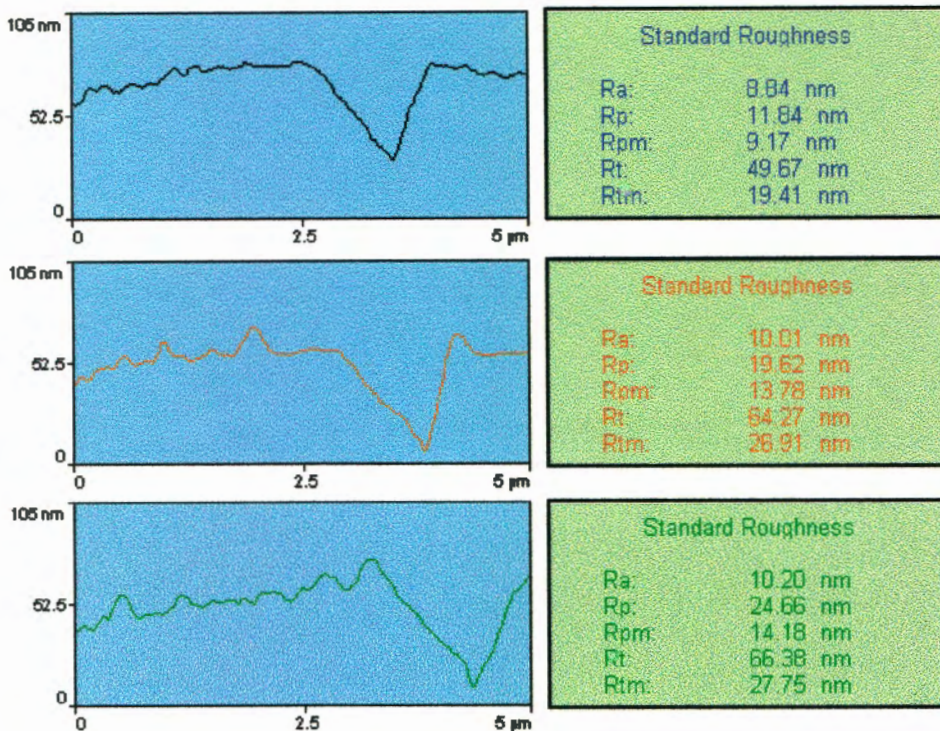 105 nm
52.5
0
0 2.5 5 µm
Standard Roughness
Ra: 8.84 nm
Rp: 11.84 nm
Rpm: 9.17 nm
Rt: 49.67 nm
Rtm: 19.41 nm
105 nm
52.5
0
0 2.5 5 µm
Standard Roughness
Ra: 10.01 nm
Rp: 19.62 nm
Rpm: 13.78 nm
Rt: 64.27 nm
Rtm: 26.91 nm
105 nm
52.5
0
0 2.5 5 µm
Standard Roughness
Ra: 10.20 nm
Rp: 24.66 nm
Rpm: 14.18 nm
Rt: 66.38 nm
Rtm: 27.75 nm